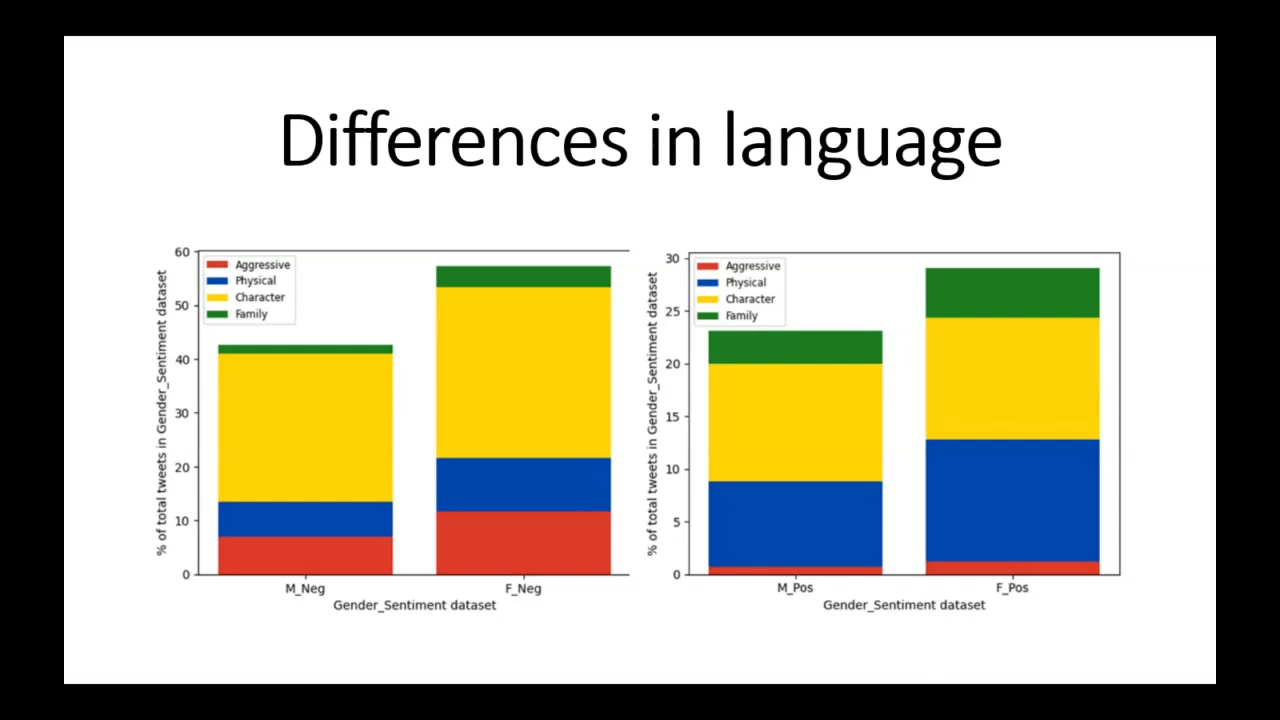 Differences in language
60
50
40
30
20
10
0
% of total tweets in Gender_Sentiment dataset
Aggressive
Physical
Character
Family
M_Neg F_Neg
Gender_Sentiment dataset
30
25
20
15
10
5
0
% of total tweets in Gender_Sentiment dataset
Aggressive
Physical
Character
Family
M_Pos F_Pos
Gender_Sentiment dataset